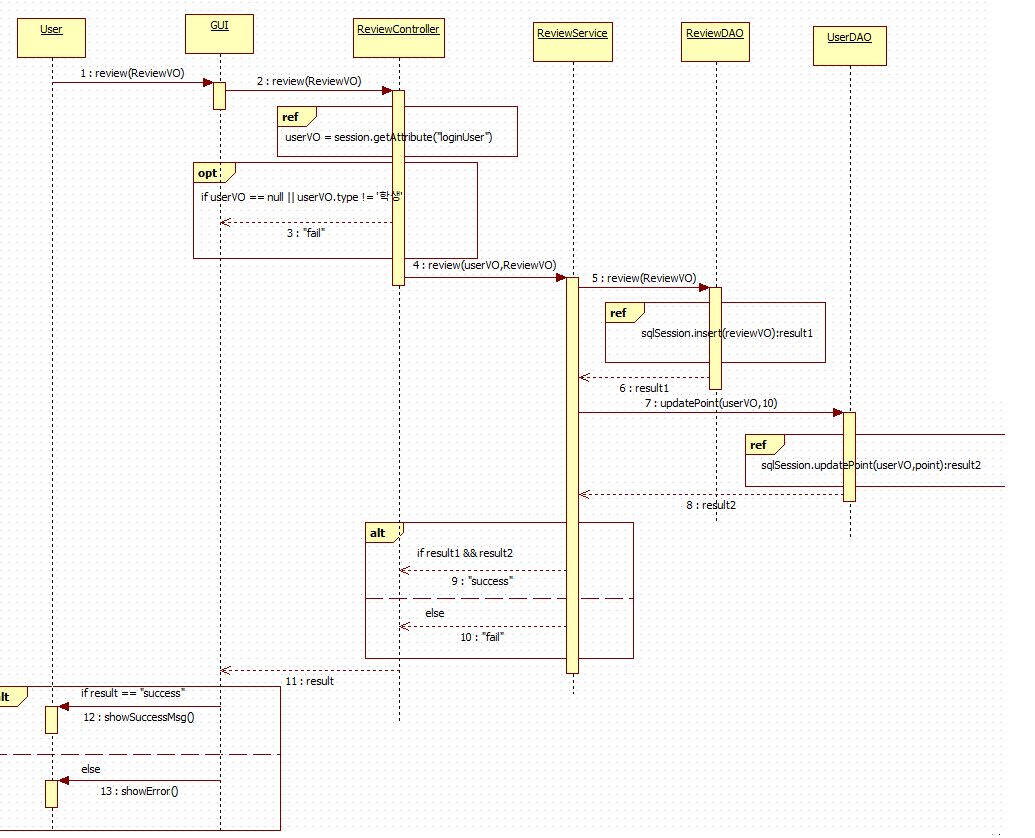 User
GUI
ReviewController
ReviewService
ReviewDAO
UserDAO
1 : review(ReviewVO)
2 : review(ReviewVO)
ref
userVO = session.getAttribute("loginUser")
opt
if userVO == null || userVO.type != '학생'
3 : "fail"
4 : review(userVO,ReviewVO)
5 : review(ReviewVO)
ref
sqlSession.insert(reviewVO):result1
6 : result1
7 : updatePoint(userVO,10)
ref
sqlSession.updatePoint(userVO,point):result2
8 : result2
alt
if result1 && result2
9 : "success"
else
10 : "fail"
11 : result
alt
if result == "success"
12 : showSuccessMsg()
else
13 : showError()